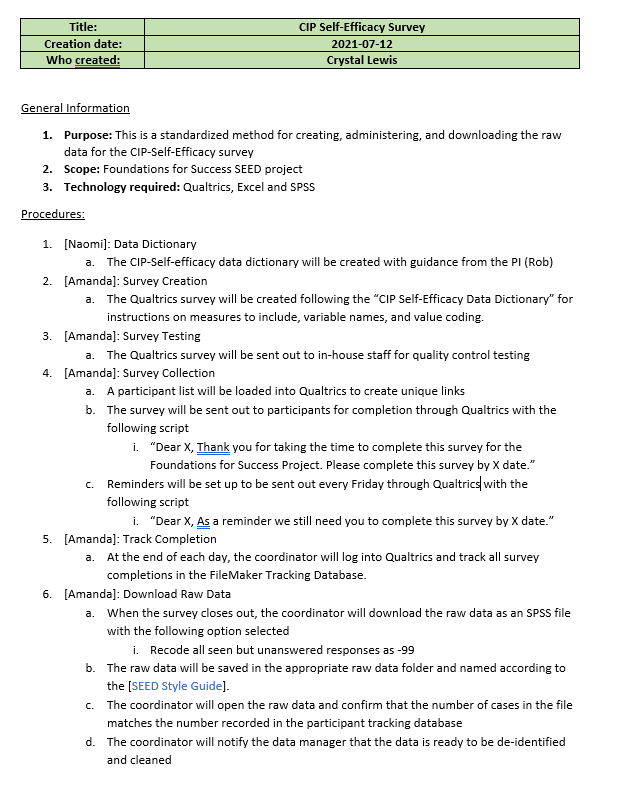 Title: CIP Self-Efficacy Survey
Creation date: 2021-07-12
Who created: Crystal Lewis
General Information
1. Purpose: This is a standardized method for creating, administering, and downloading the raw
data for the CIP-Self-Efficacy survey
2. Scope: Foundations for Success SEED project
3. Technology required: Qualtrics, Excel and SPSS
Procedures:
1. [Naomi]: Data Dictionary
a. The CIP-Self-efficacy data dictionary will be created with guidance from the PI (Rob)
2. [Amanda]: Survey Creation
a. The Qualtrics survey will be created following the “CIP Self-Efficacy Data Dictionary” for
instructions on measures to include, variable names, and value coding.
3. [Amanda]: Survey Testing
a. The Qualtrics survey will be sent out to in-house staff for quality control testing
4. [Amanda]: Survey Collection
a. A participant list will be loaded into Qualtrics to create unique links
b. The survey will be sent out to participants for completion through Qualtrics with the
following script
i. “Dear X, Thank you for taking the time to complete this survey for the
Foundations for Success Project. Please complete this survey by X date.”
c. Reminders will be set up to be sent out every Friday through Qualtrics with the
following script
i. “Dear X, As a reminder we still need you to complete this survey by X date.”
5. [Amanda]: Track Completion
a. At the end of each day, the coordinator will log into Qualtrics and track all survey
completions in the FileMaker Tracking Database.
6. [Amanda]: Download Raw Data
a. When the survey closes out, the coordinator will download the raw data as an SPSS file
with the following option selected
i. Recode all seen but unanswered responses as -99
b. The raw data will be saved in the appropriate raw data folder and named according to
the [SEED Style Guide].
c. The coordinator will open the raw data and confirm that the number of cases in the file
matches the number recorded in the participant tracking database
d. The coordinator will notify the data manager that the data is ready to be de-identified
and cleaned